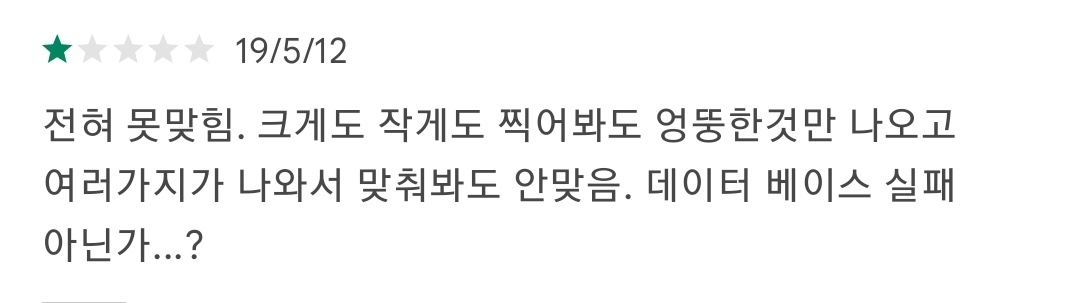 19/5/12
전혀 못맞힘. 크게도 작게도 찍어봐도 엉뚱한것만 나오고
여러가지가 나와서 맞춰봐도 안맞음. 데이터 베이스 실패
아닌가...?